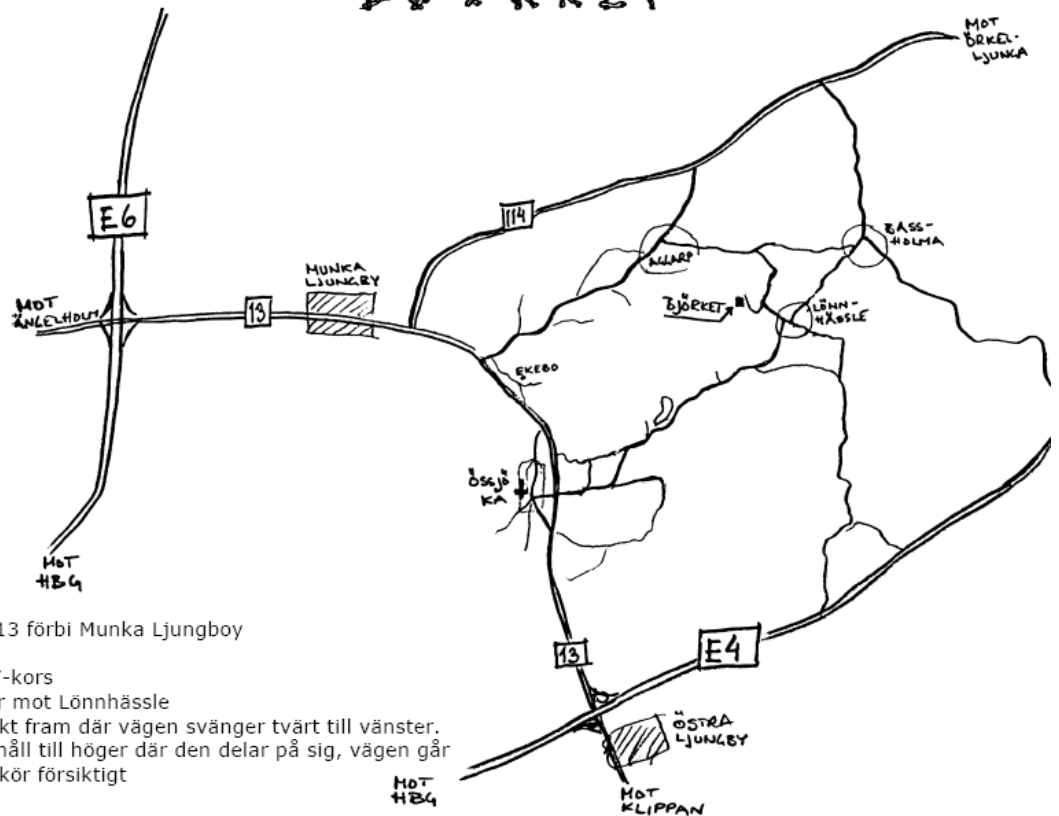 MOT
ÖRKEL-
LJUNGA
E6
114
BASS-
HOLMA
AGGARP
MUNKA
LJUNGBY
MOT
ÄNGELHOLM
13
BJÖRKET
LÖNN-
HÄSSLE
EKEBO
ÖSSJÖ
KA
MOT
HBG
13 förbi Munka Ljungboy
-kors
r mot Lönnhässle
kt fram där vägen svänger tvärt till vänster.
håll till höger där den delar på sig, vägen går
kör försiktigt
13
E4
ÖSTRA
LJUNGBY
MOT
HBG
MOT
KLIPPAN